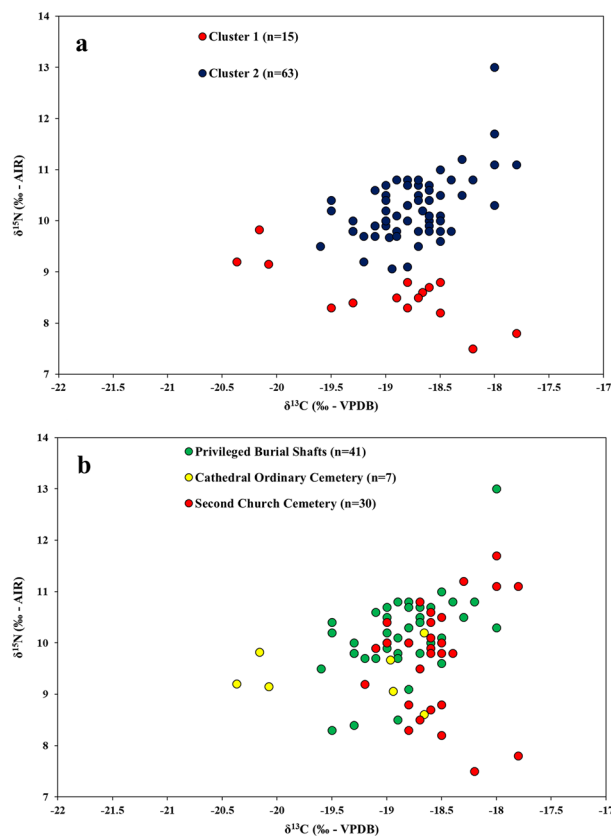 a
Cluster 1 (n=15)
Cluster 2 (n=63)
14
13
12
11
10
9
8
7
δ¹⁵N (‰ - AIR)
-22 -21.5 -21 -20.5 -20 -19.5 -19 -18.5 -18 -17.5 -17
δ¹³C (‰ - VPDB)
b
Privileged Burial Shafts (n=41)
Cathedral Ordinary Cemetery (n=7)
Second Church Cemetery (n=30)
14
13
12
11
10
9
8
7
δ¹⁵N (‰ - AIR)
-22 -21.5 -21 -20.5 -20 -19.5 -19 -18.5 -18 -17.5 -17
δ¹³C (‰ - VPDB)